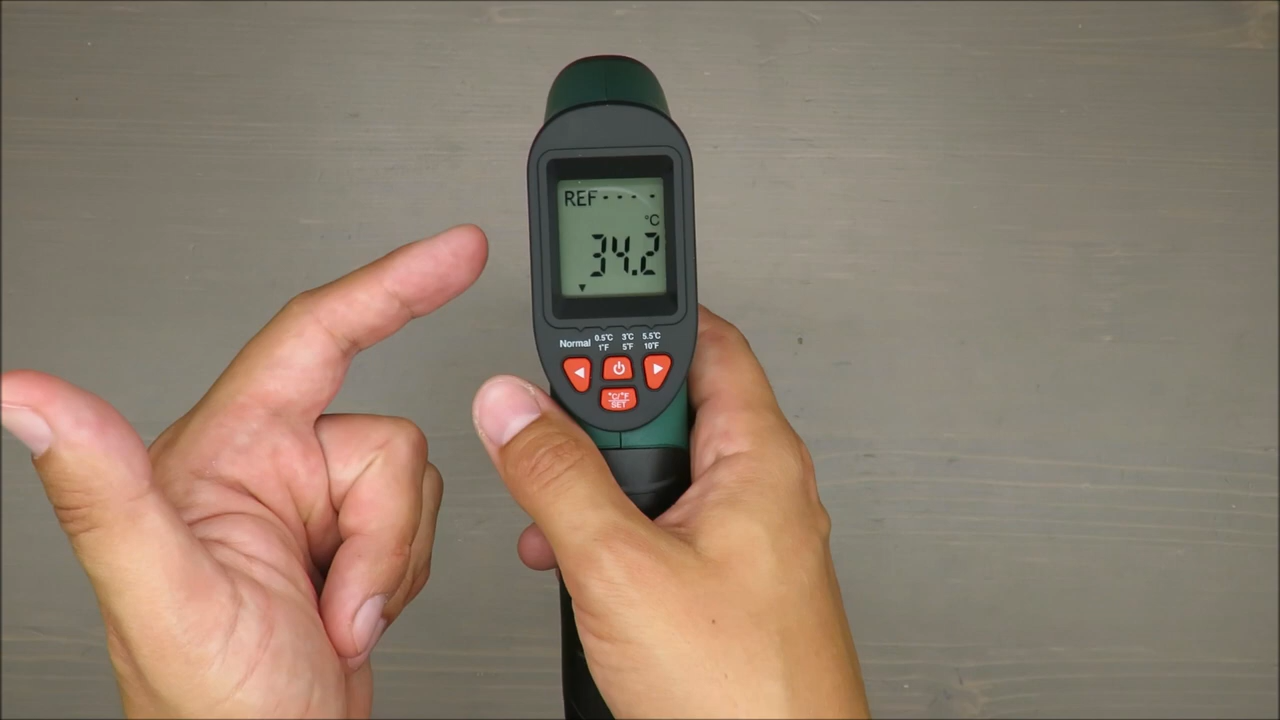 REF----
°C
34.2
▼
Normal 0.5°C 3°C 5.5°C
1°F 5°F 10°F
◀ ⏻ ▶
°C/°F
SET